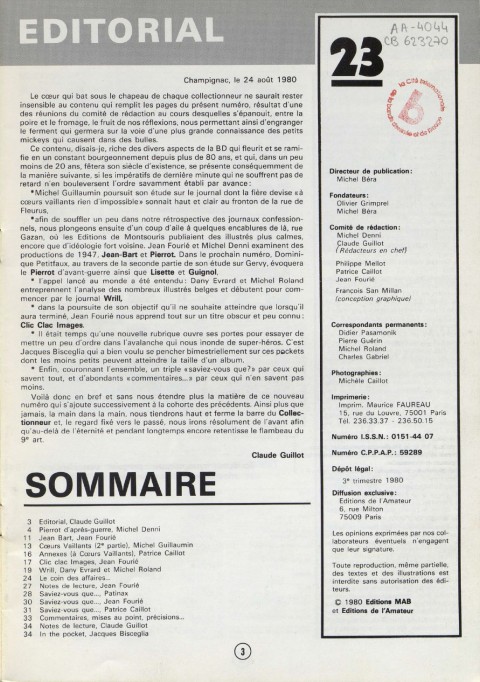 EDITORIAL
Champignac, le 24 août 1980
Le cœur qui bat sous le chapeau de chaque collectionneur ne saurait rester
insensible au contenu qui remplit les pages du présent numéro, résultat d'une
des réunions du comité de rédaction au cours desquelles s'épanouit, entre la
poire et le fromage, le fruit de nos réflexions, nous permettant ainsi d'engranger
le ferment qui germera sur la voie d'une plus grande connaissance des petits
mickeys qui causent dans des bulles.
Ce contenu, disais-je, riche des divers aspects de la BD qui fleurit et se rami-
fie en un constant bourgeonnement depuis plus de 80 ans, et qui, dans un peu
moins de 20 ans, fêtera son siècle d'existence, se présente conséquemment de
la manière suivante, si les impératifs de dernière minute qui ne souffrent pas de
retard n'en bouleversent l'ordre savamment établi par avance :
*Michel Guillaumin poursuit son étude sur le journal dont la fière devise «à
cœurs vaillants rien d'impossible» sonnait haut et clair au fronton de la rue de
Fleurus,
*afin de souffler un peu dans notre rétrospective des journaux confession-
nels, nous plongeons ensuite d'un coup d'aile à quelques encablures de là, rue
Gazan, où les Editions de Montsouris publiaient des illustrés plus calmes,
encore que d'idéologie fort voisine. Jean Fourié et Michel Denni examinent des
productions de 1947, Jean-Bart et Pierrot. Dans le prochain numéro, Domini-
que Petitfaux, au travers de la seconde partie de son étude sur Gervy, évoquera
le Pierrot d'avant-guerre ainsi que Lisette et Guignol,
* l'appel lancé au monde a été entendu : Dany Evrard et Michel Roland
entreprennent l'analyse des nombreux illustrés belges et débutent pour com-
mencer par le journal Wrill,
* dans la poursuite de son objectif qu'il ne souhaite atteindre que lorsqu'il
aura terminé, Jean Fourié nous apprend tout sur un titre obscur et peu connu :
Clic Clac Images.
* Il était temps qu'une nouvelle rubrique ouvre ses portes pour essayer de
mettre un peu d'ordre dans l'avalanche qui nous inonde de super-héros. C'est
Jacques Bisceglia qui a bien voulu se pencher bimestriellement sur ces pockets
dont les moins petits peuvent atteindre la taille d'un album.
* Enfin, couronnant l'ensemble, un triple «saviez-vous que?» par ceux qui
savent tout, et d'abondants «commentaires...» par ceux qui n'en savent pas
moins.
Voilà donc en bref et sans nous étendre plus la matière de ce nouveau
numéro qui s'ajoute successivement à la cohorte des précédents. Ainsi plus que
jamais, la main dans la main, nous tiendrons haut et ferme la barre du Collec-
tionneur et, le regard fixé vers le passé, nous irons résolument de l'avant afin
qu'au-delà de l'éternité et pendant longtemps encore retentisse le flambeau du
9e art.
Claude Guillot
SOMMAIRE
3 Editorial, Claude Guillot
4 Pierrot d'après-guerre, Michel Denni
11 Jean Bart, Jean Fourié
13 Cœurs Vaillants (2e partie), Michel Guillaumin
16 Annexes (à Cœurs Vaillants), Patrice Caillot
17 Clic clac Images, Jean Fourié
19 Wrill, Dany Evrard et Michel Roland
24 Le coin des affaires...
27 Notes de lecture, Jean Fourié
28 Saviez-vous que..., Patinax
30 Saviez-vous que..., Jean Fourié
31 Saviez-vous que..., Patrice Caillot
33 Commentaires, mises au point, précisions...
34 Notes de lecture, Claude Guillot
34 In the pocket, Jacques Bisceglia
23
AA-4044
CB 623270
la Cité internationale
de la bande dessinée et de l'image
Directeur de publication :
Michel Béra
Fondateurs :
Olivier Grimprel
Michel Béra
Comité de rédaction :
Michel Denni
Claude Guillot
(Rédacteurs en chef)
Philippe Mellot
Patrice Caillot
Jean Fourié
Francois San Millan
(conception graphique)
Correspondants permanents :
Didier Pasamonik
Pierre Guérin
Michel Roland
Charles Gabriel
Photographies :
Michèle Caillot
Imprimerie :
Imprim. Maurice FAUREAU
15, rue du Louvre, 75001 Paris
Tél. 236.33.37 - 236.50.15
Numéro I.S.S.N. : 0151-44 07
Numéro C.P.P.A.P. : 59289
Dépôt légal :
3e trimestre 1980
Diffusion exclusive :
Editions de l'Amateur
6, rue Milton
75009 Paris
Les opinions exprimées par nos col-
laborateurs éventuels n'engagent
que leur signature.
Toute reproduction, même partielle,
des textes et des illustrations est
interdite sans autorisation des édi-
teurs.
© 1980 Editions MAB
et Editions de l'Amateur
3